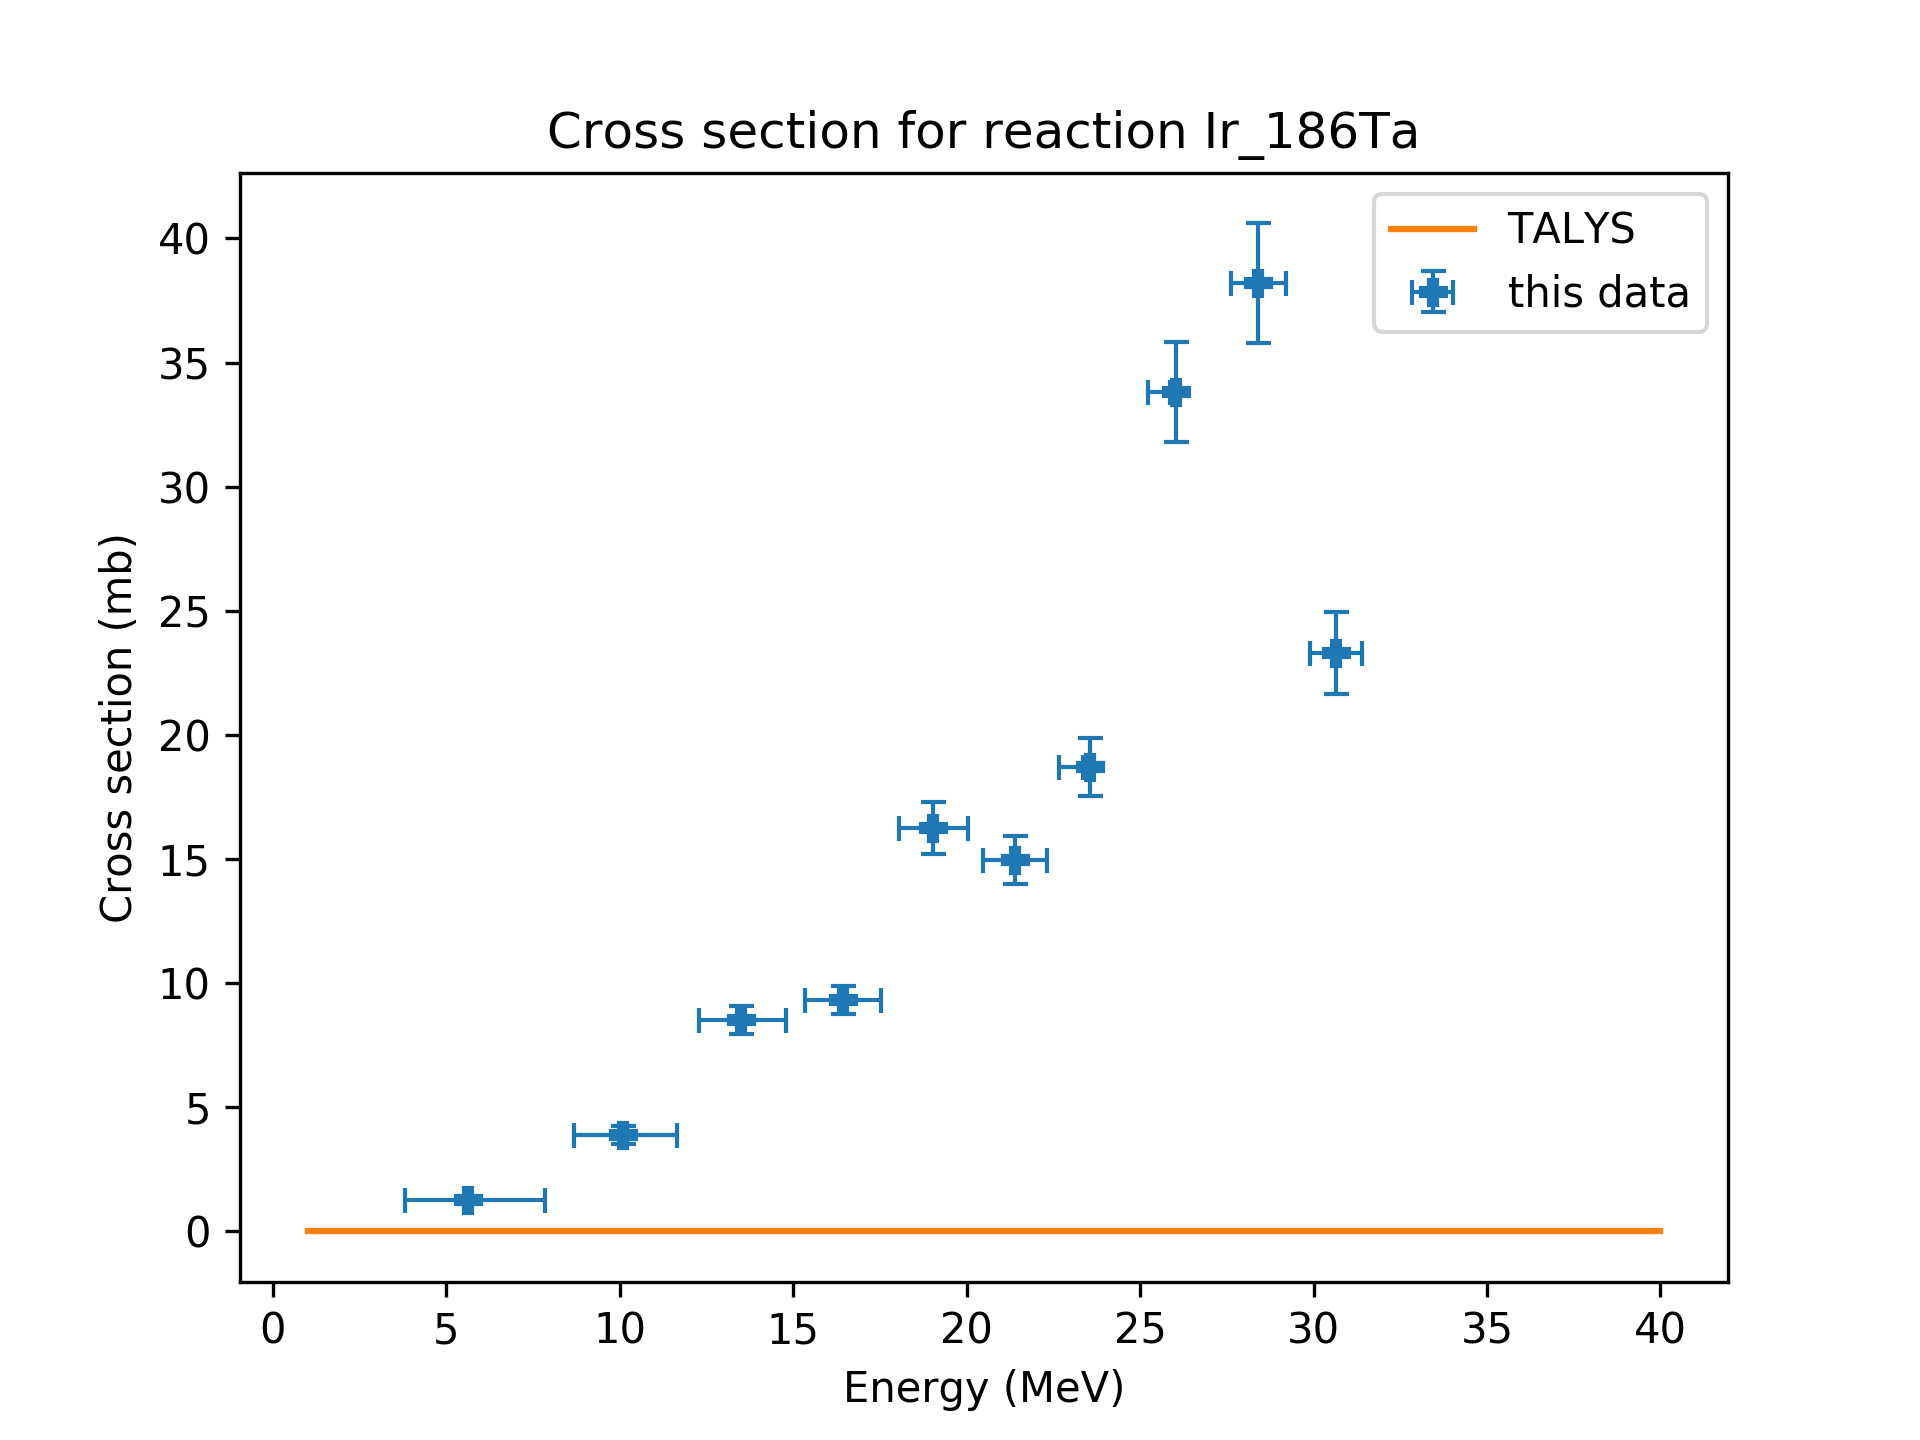 Cross section for reaction Ir_186Ta
TALYS
this data
40
35
30
25
20
15
10
5
0
Cross section (mb)
0 5 10 15 20 25 30 35 40
Energy (MeV)